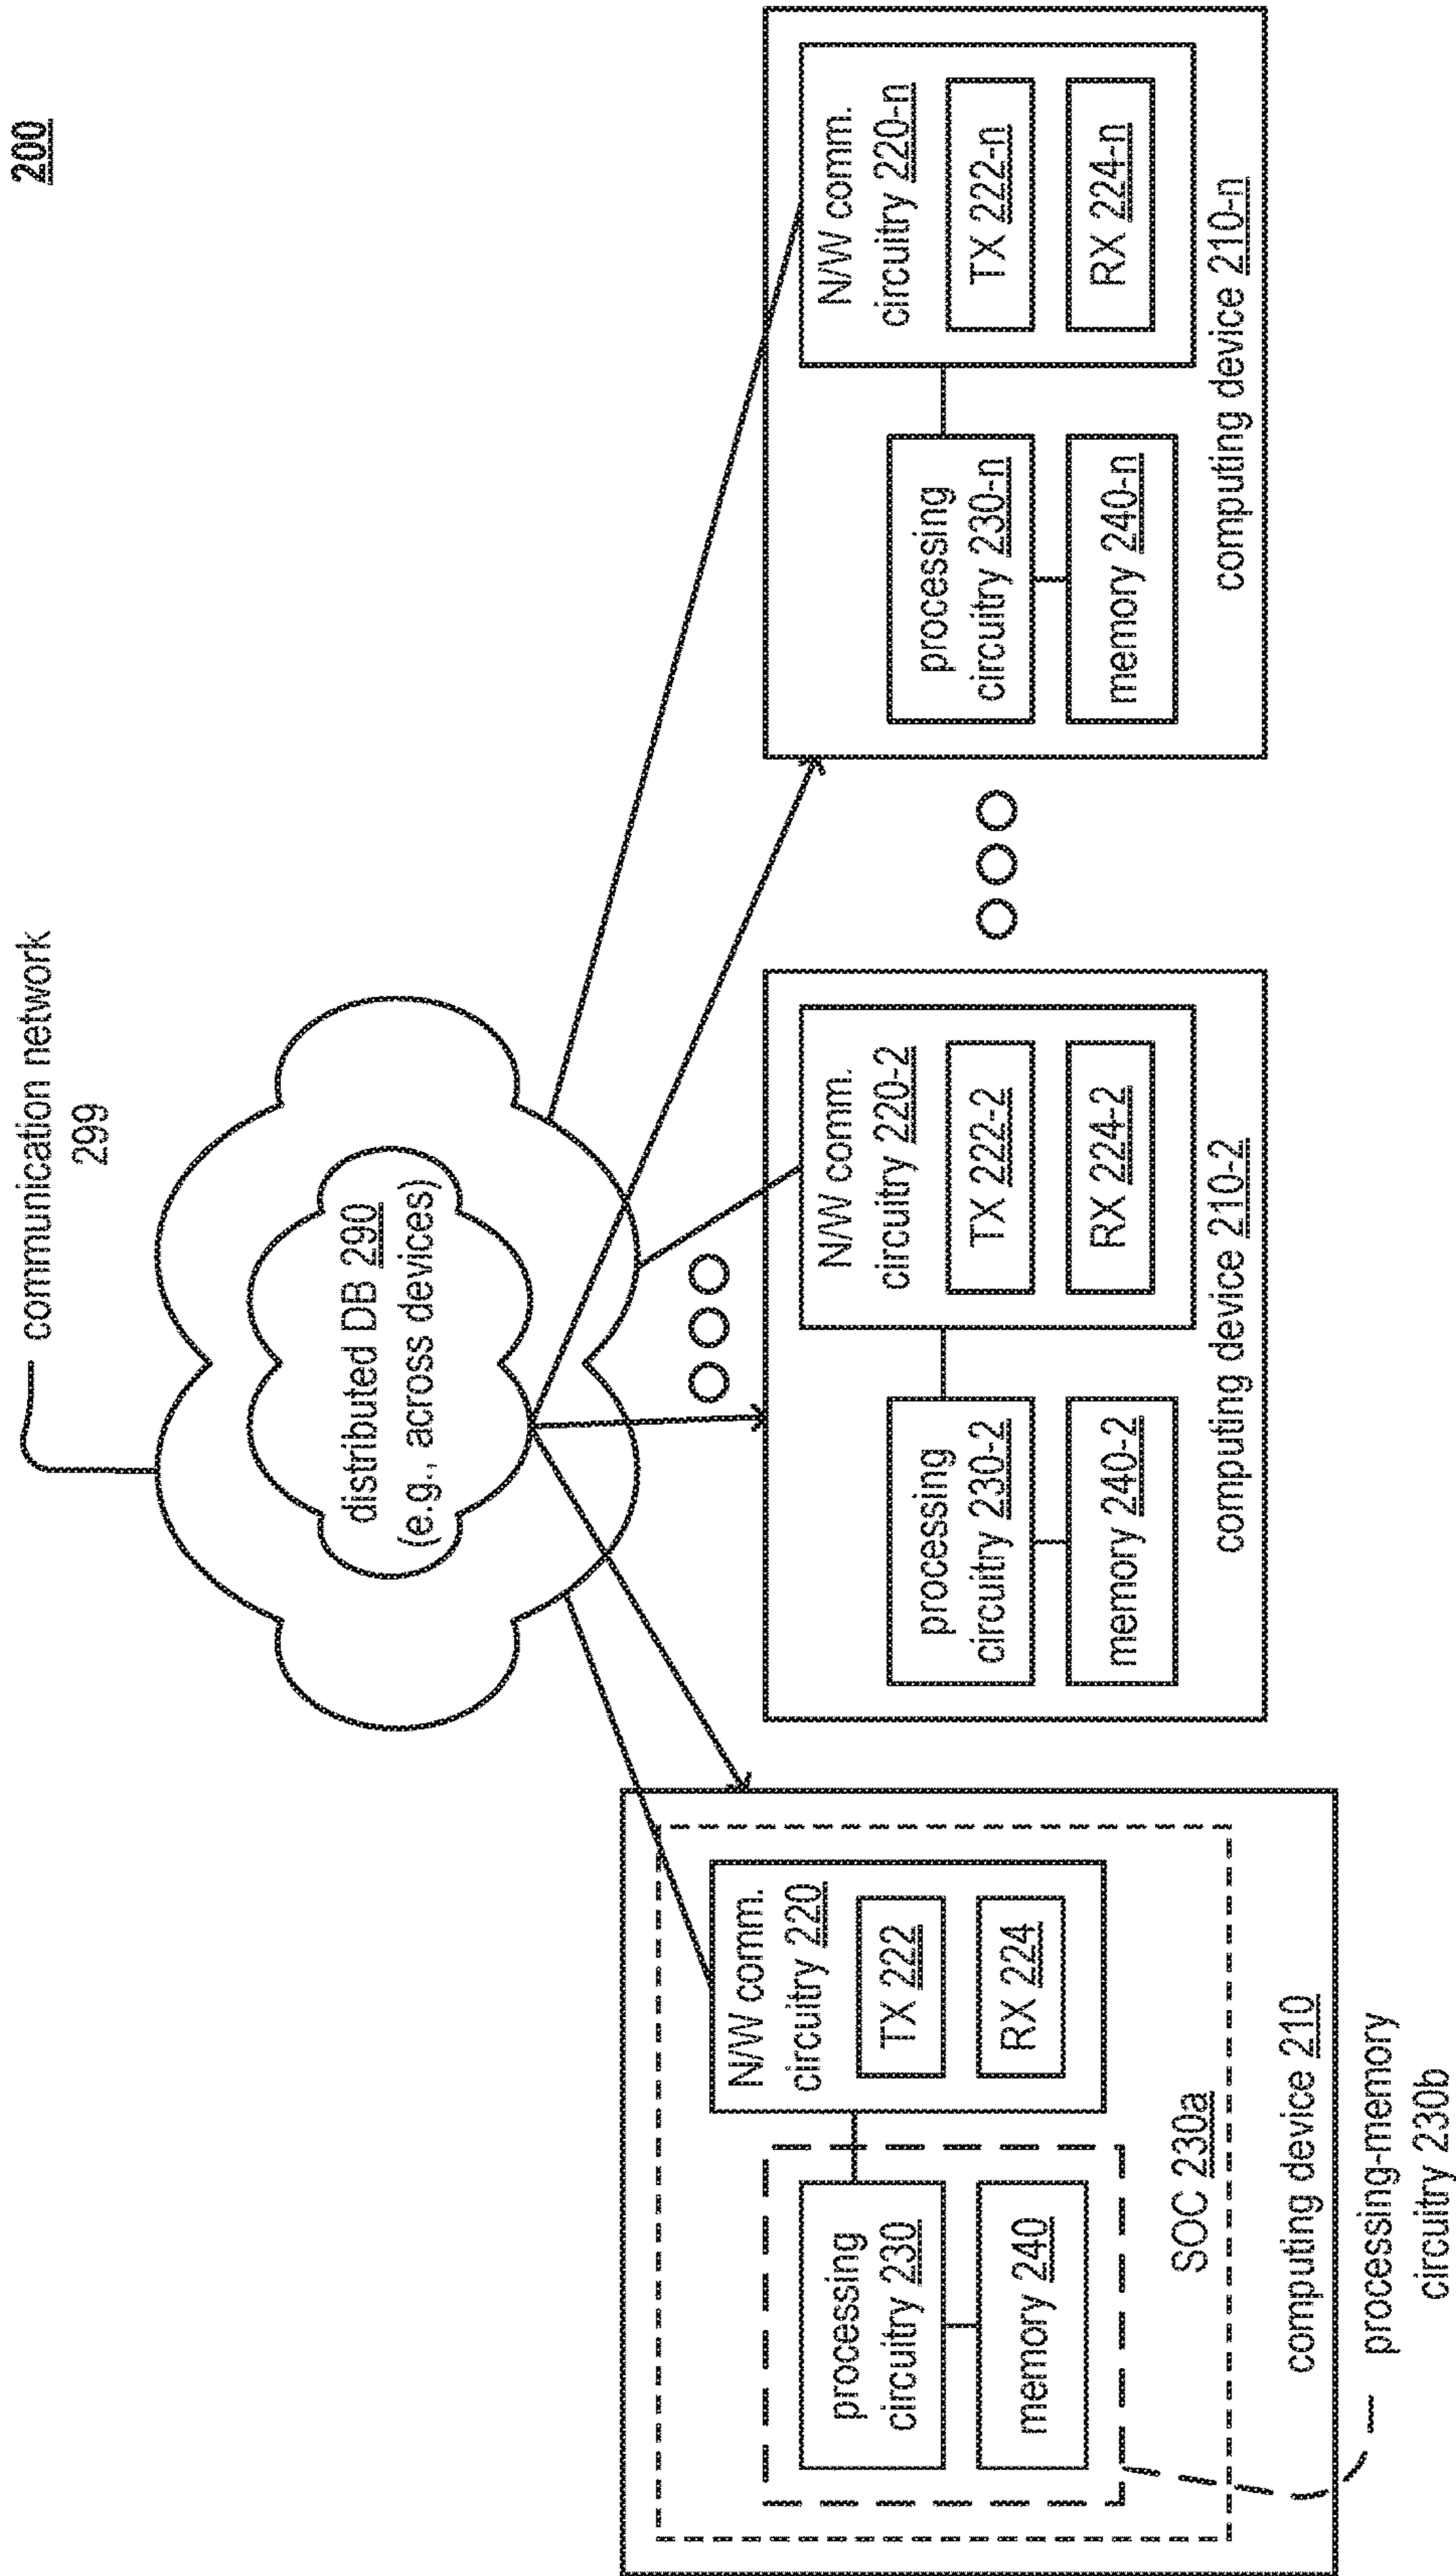 200
communication network
299
distributed DB 290
(e.g., across devices)
N/W comm.
circuitry 220
TX 222
RX 224
processing
circuitry 230
memory 240
SOC 230a
computing device 210
processing-memory
circuitry 230b
N/W comm.
circuitry 220-2
TX 222-2
RX 224-2
processing
circuitry 230-2
memory 240-2
computing device 210-2
N/W comm.
circuitry 220-n
TX 222-n
RX 224-n
processing
circuitry 230-n
memory 240-n
computing device 210-n